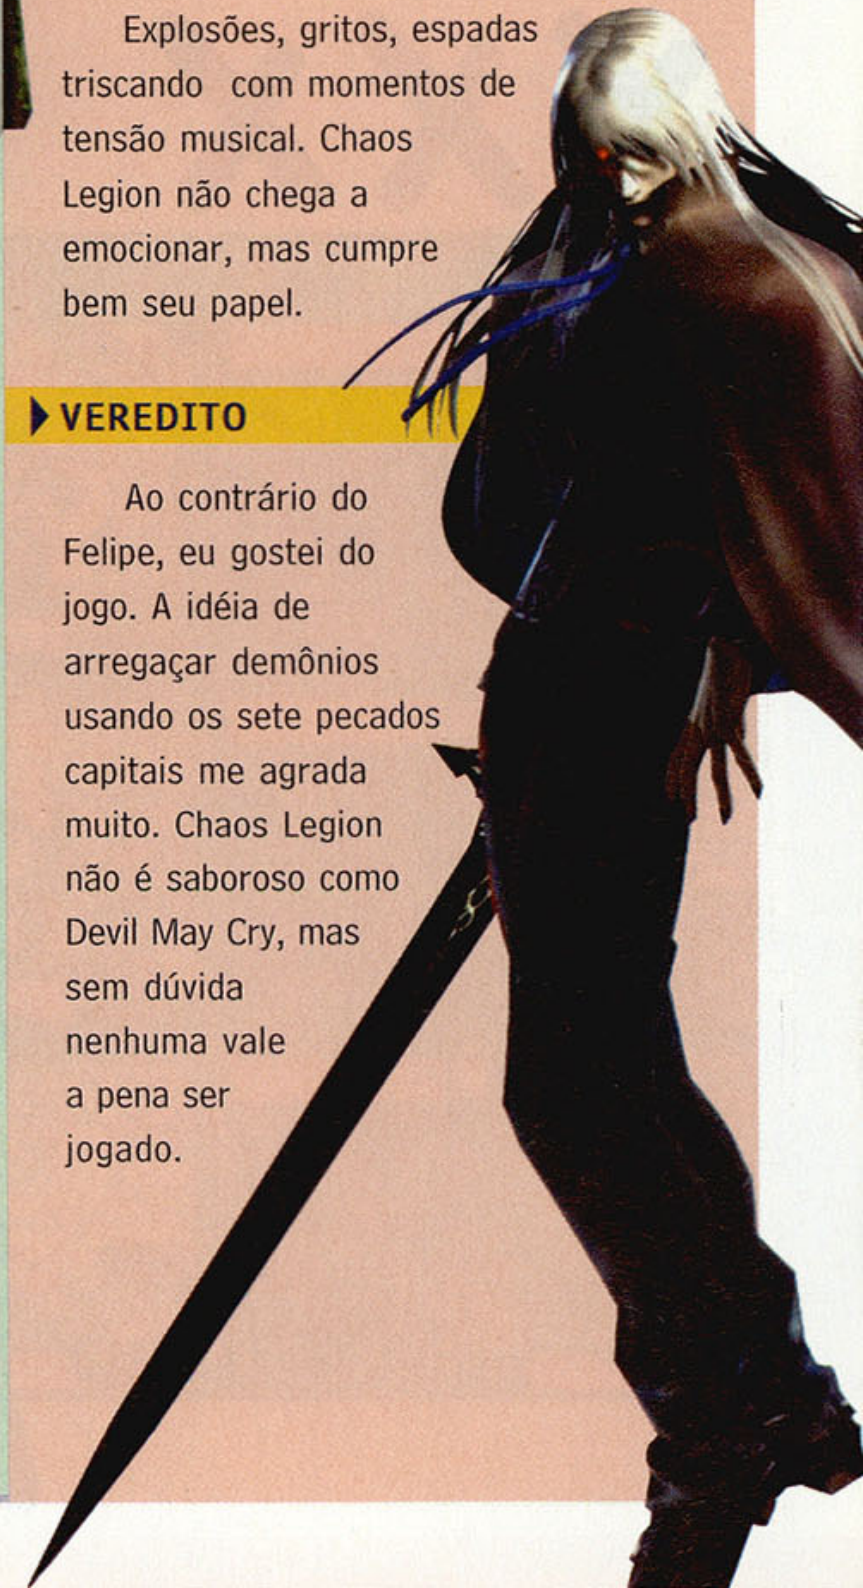 Explosões, gritos, espadas
triscando com momentos de
tensão musical. Chaos
Legion não chega a
emocionar, mas cumpre
bem seu papel.
VEREDITO
Ao contrário do
Felipe, eu gostei do
jogo. A idéia de
arregaçar demônios
usando os sete pecados
capitais me agrada
muito. Chaos Legion
não é saboroso como
Devil May Cry, mas
sem dúvida
nenhuma vale
a pena ser
jogado.